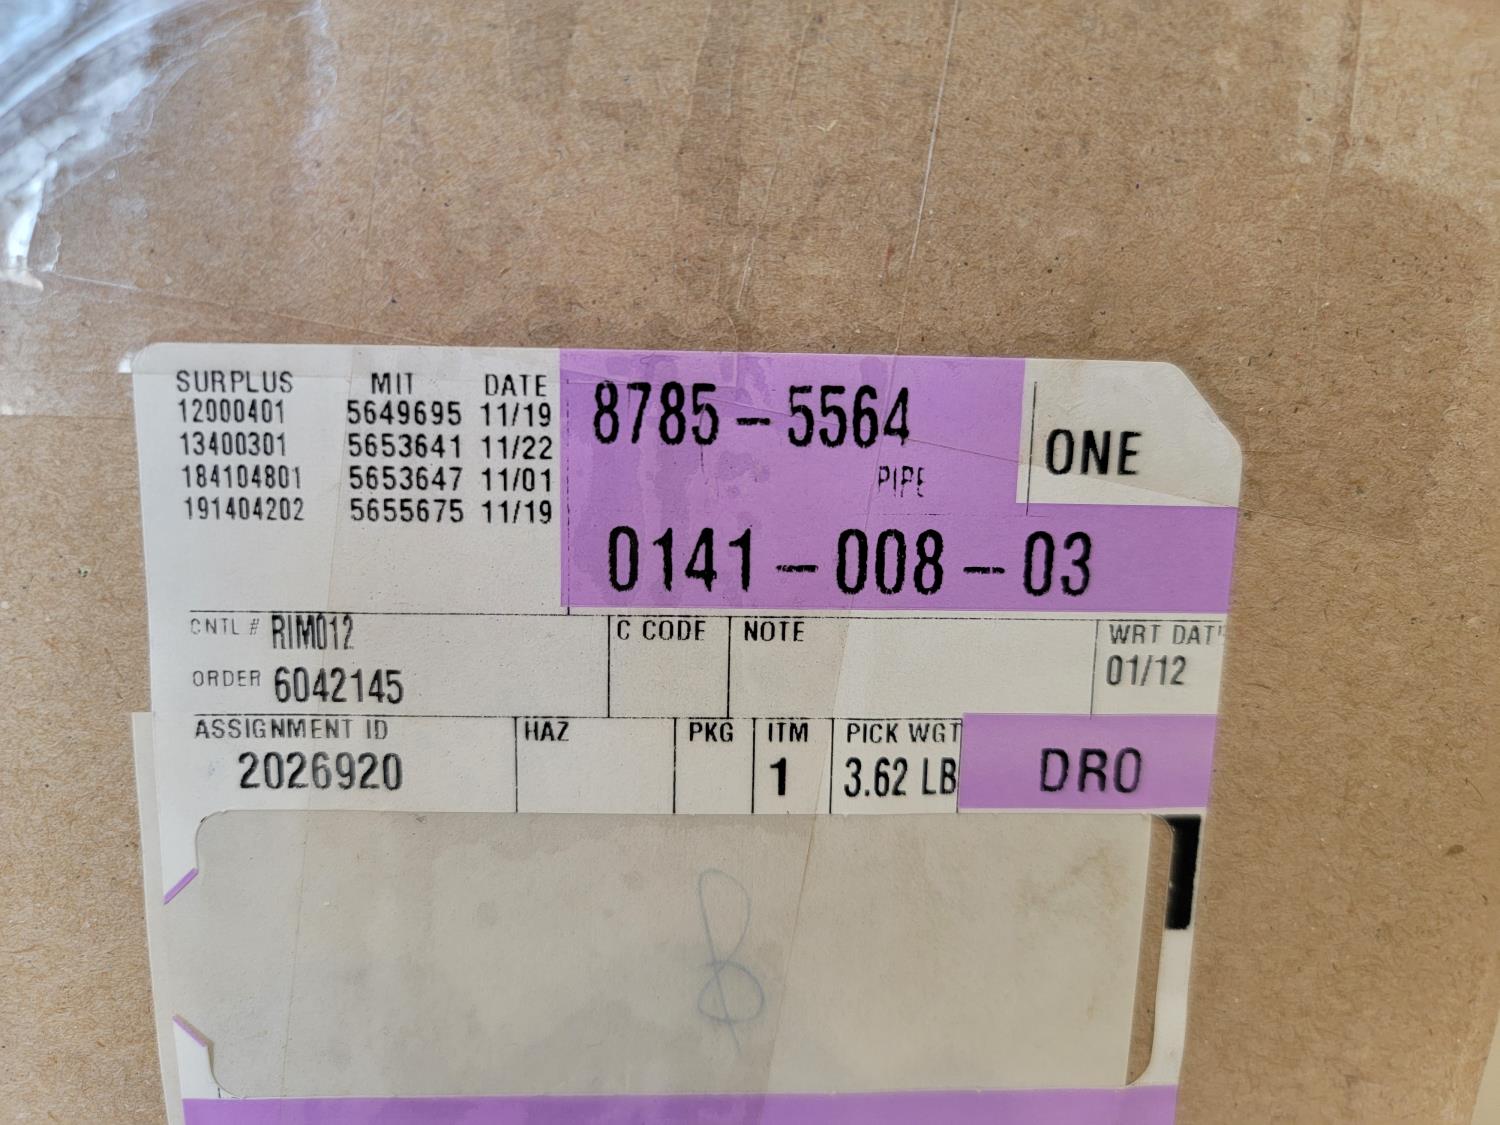 SURPLUS MIT DATE
12000401 5649695 11/19
13400301 5653641 11/22
184104801 5653647 11/01
191404202 5655675 11/19
8785-5564
PIPE
ONE
0141-008-03
CNTL # RIM012
ORDER 6042145
C CODE
NOTE
WRT DAT
01/12
ASSIGNMENT ID
2026920
HAZ
PKG
ITM
1
PICK WGT
3.62 LB
DRO